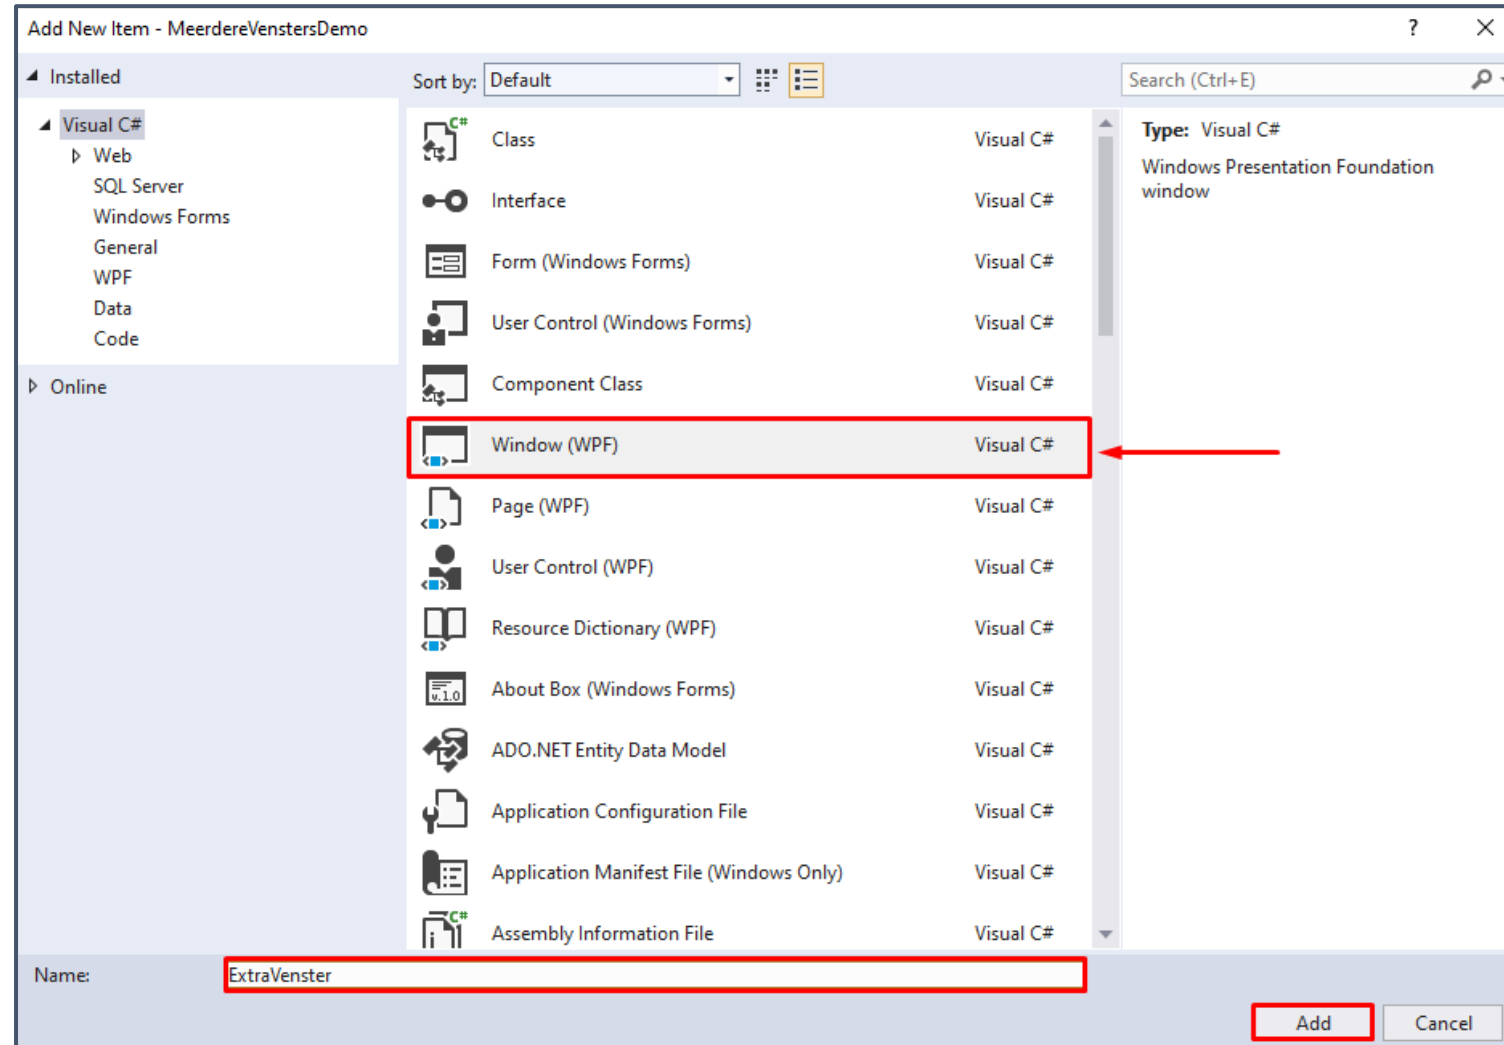 Add New Item - MeerdereVenstersDemo
?
Installed
Sort by: Default
Search (Ctrl+E)
Visual C#
Web
SQL Server
Windows Forms
General
WPF
Data
Code
Online
C# Class Visual C#
Interface Visual C#
Form (Windows Forms) Visual C#
User Control (Windows Forms) Visual C#
Component Class Visual C#
Window (WPF) Visual C#
Page (WPF) Visual C#
User Control (WPF) Visual C#
Resource Dictionary (WPF) Visual C#
v.1.0 About Box (Windows Forms) Visual C#
ADO.NET Entity Data Model Visual C#
Application Configuration File Visual C#
Application Manifest File (Windows Only) Visual C#
C# Assembly Information File Visual C#
Type: Visual C#
Windows Presentation Foundation
window
Name: ExtraVenster
Add Cancel